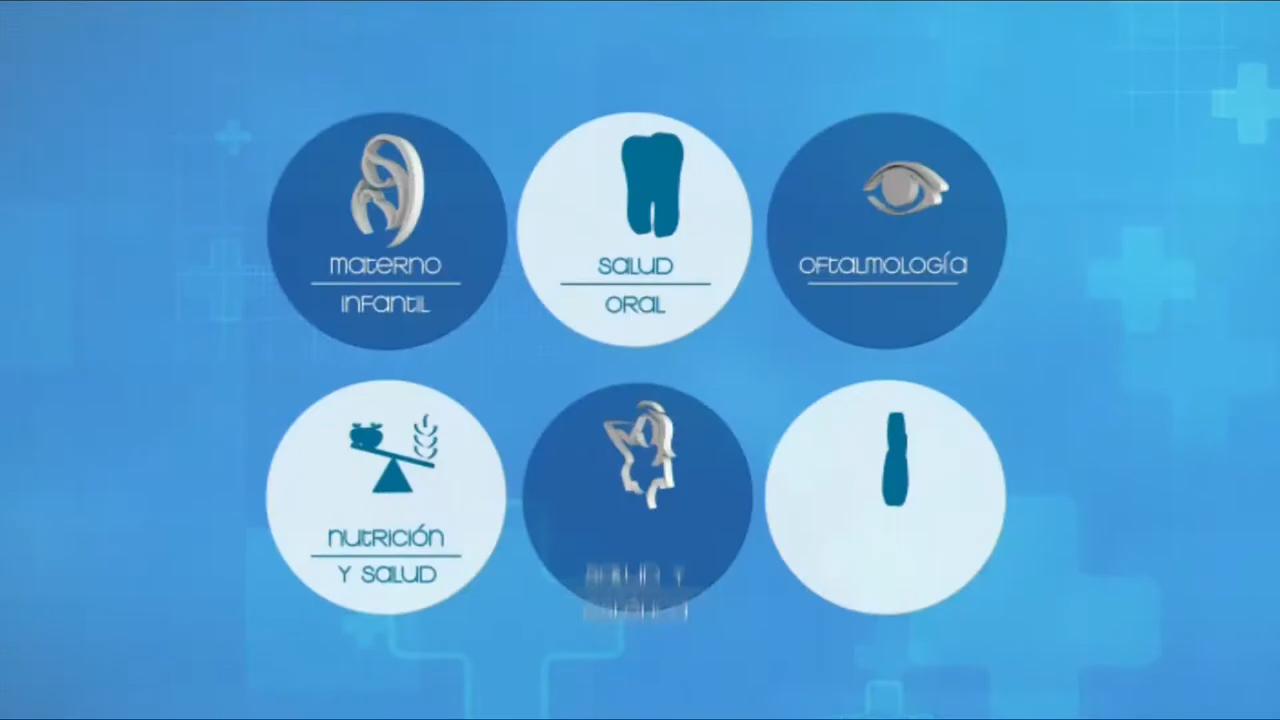 Materno
Infantil
Salud
Oral
Oftalmología
Nutrición
y Salud